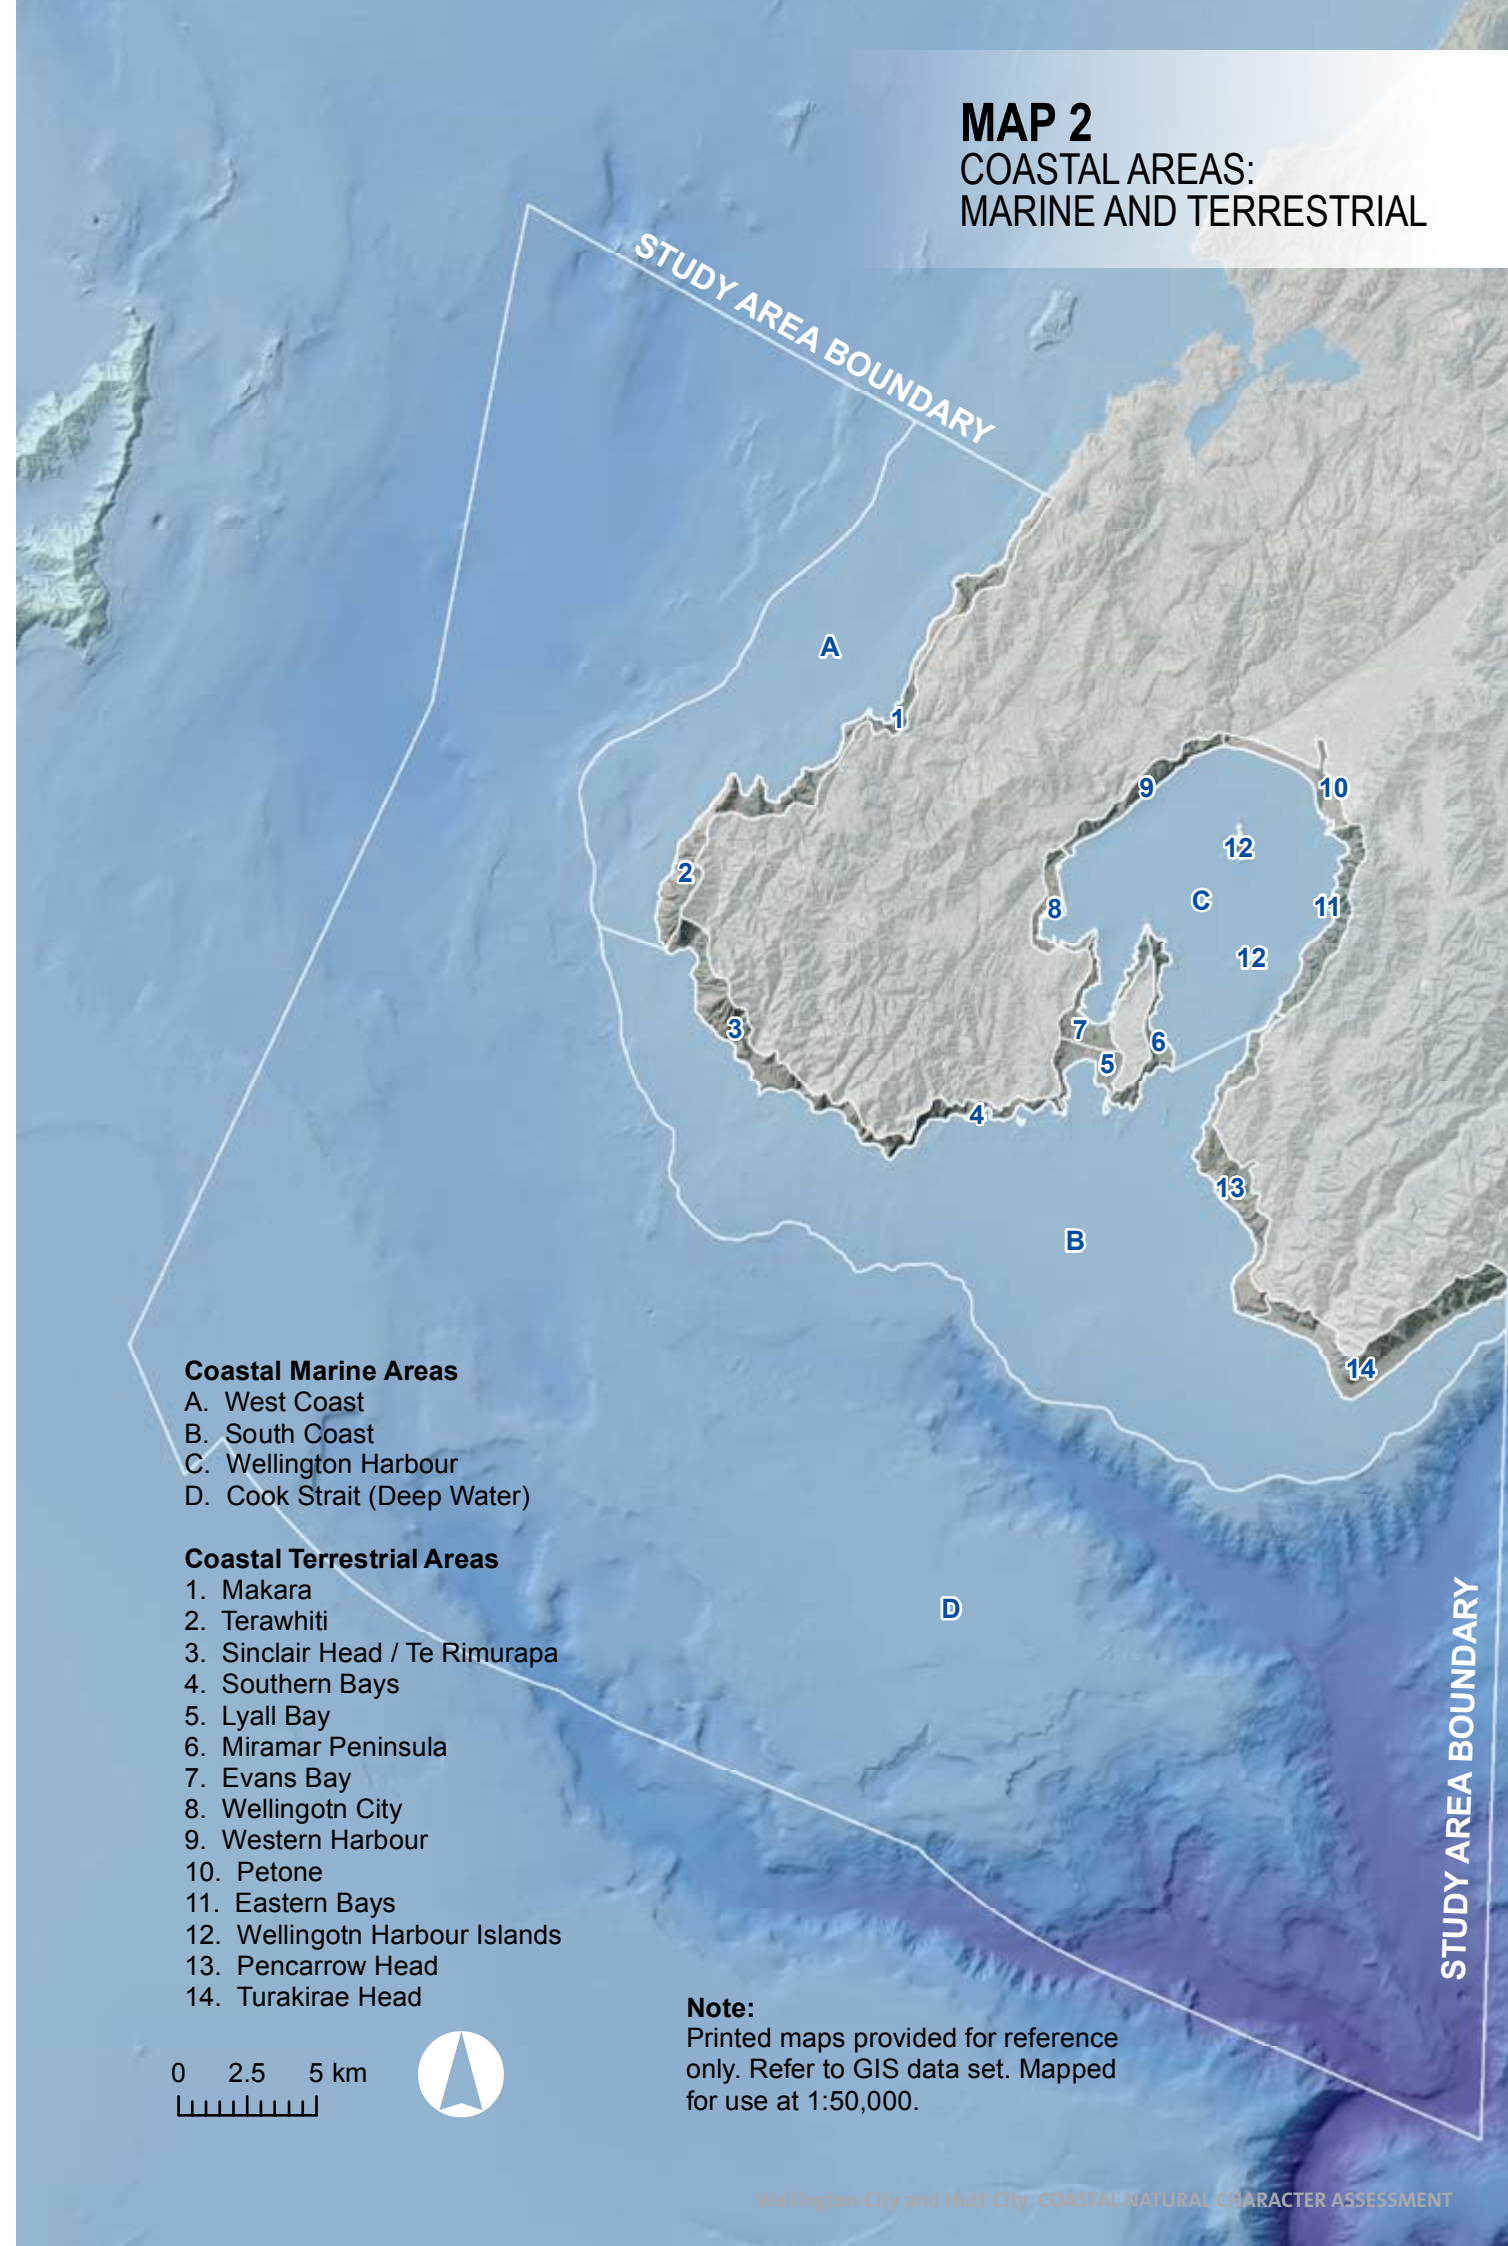 MAP 2
COASTAL AREAS:
MARINE AND TERRESTRIAL
STUDY AREA BOUNDARY
A
1
2
3
4
5
6
7
8
9
10
11
12
12
C
13
B
14
D
STUDY AREA BOUNDARY
Coastal Marine Areas
A. West Coast
B. South Coast
C. Wellington Harbour
D. Cook Strait (Deep Water)
Coastal Terrestrial Areas
1. Makara
2. Terawhiti
3. Sinclair Head / Te Rimurapa
4. Southern Bays
5. Lyall Bay
6. Miramar Peninsula
7. Evans Bay
8. Wellingotn City
9. Western Harbour
10. Petone
11. Eastern Bays
12. Wellingotn Harbour Islands
13. Pencarrow Head
14. Turakirae Head
0 2.5 5 km
Note:
Printed maps provided for reference
only. Refer to GIS data set. Mapped
for use at 1:50,000.
Wellington City and Hutt City COASTAL NATURAL CHARACTER ASSESSMENT